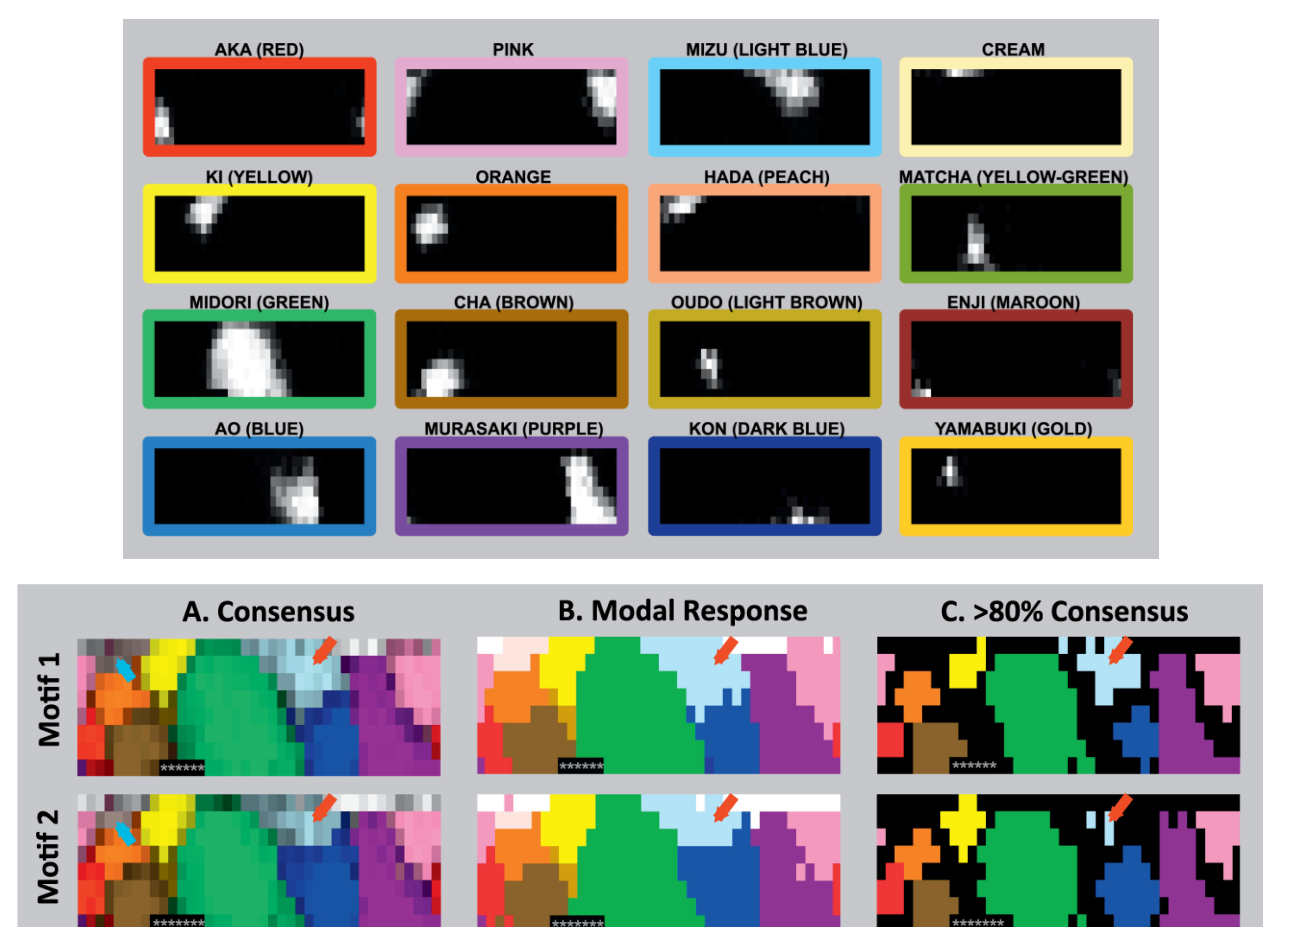 AKA (RED) PINK MIZU (LIGHT BLUE) CREAM
KI (YELLOW) ORANGE HADA (PEACH) MATCHA (YELLOW-GREEN)
MIDORI (GREEN) CHA (BROWN) OUDO (LIGHT BROWN) ENJI (MAROON)
AO (BLUE) MURASAKI (PURPLE) KON (DARK BLUE) YAMABUKI (GOLD)
A. Consensus B. Modal Response C. >80% Consensus
Motif 1
****** ****** ******
Motif 2
******* ******* *******